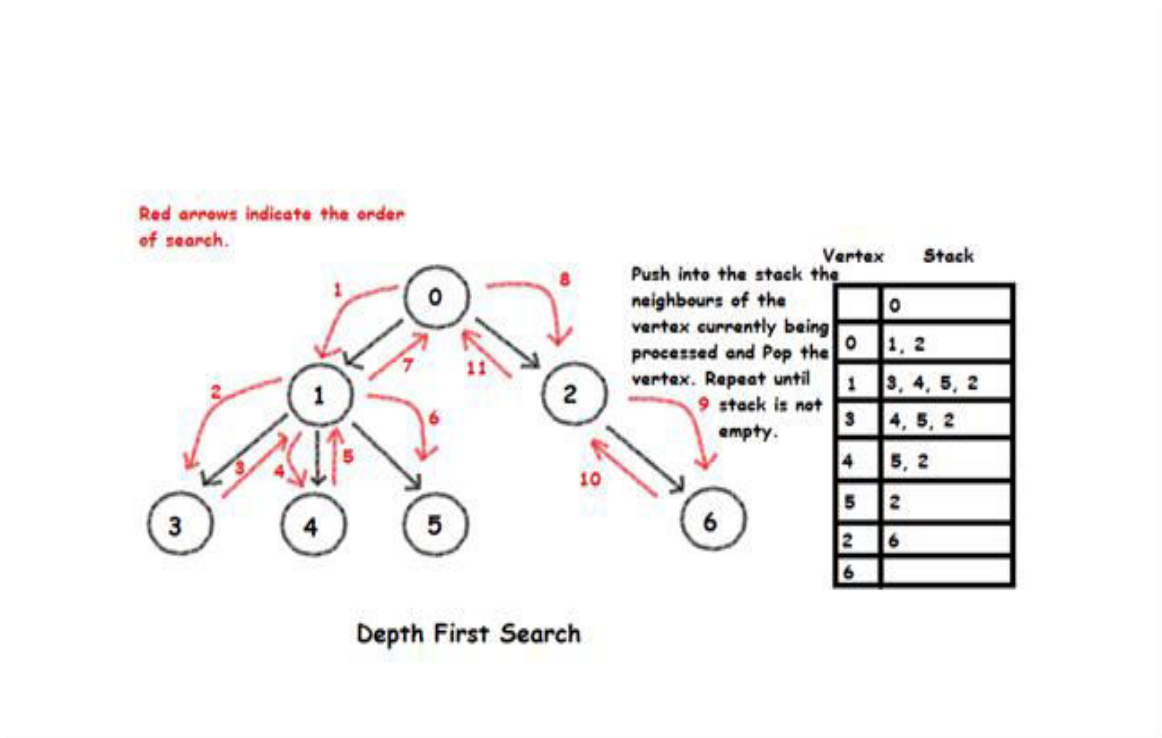 Red arrows indicate the order
of search.
Vertex Stack
Push into the stack the
neighbours of the
vertex currently being
processed and Pop the
vertex. Repeat until
stack is not
empty.
0
1
8
7
11
1
2
2
6
9
3
4
5
10
3
4
5
6
0
0 1, 2
1 3, 4, 5, 2
3 4, 5, 2
4 5, 2
5 2
2 6
6
Depth First Search